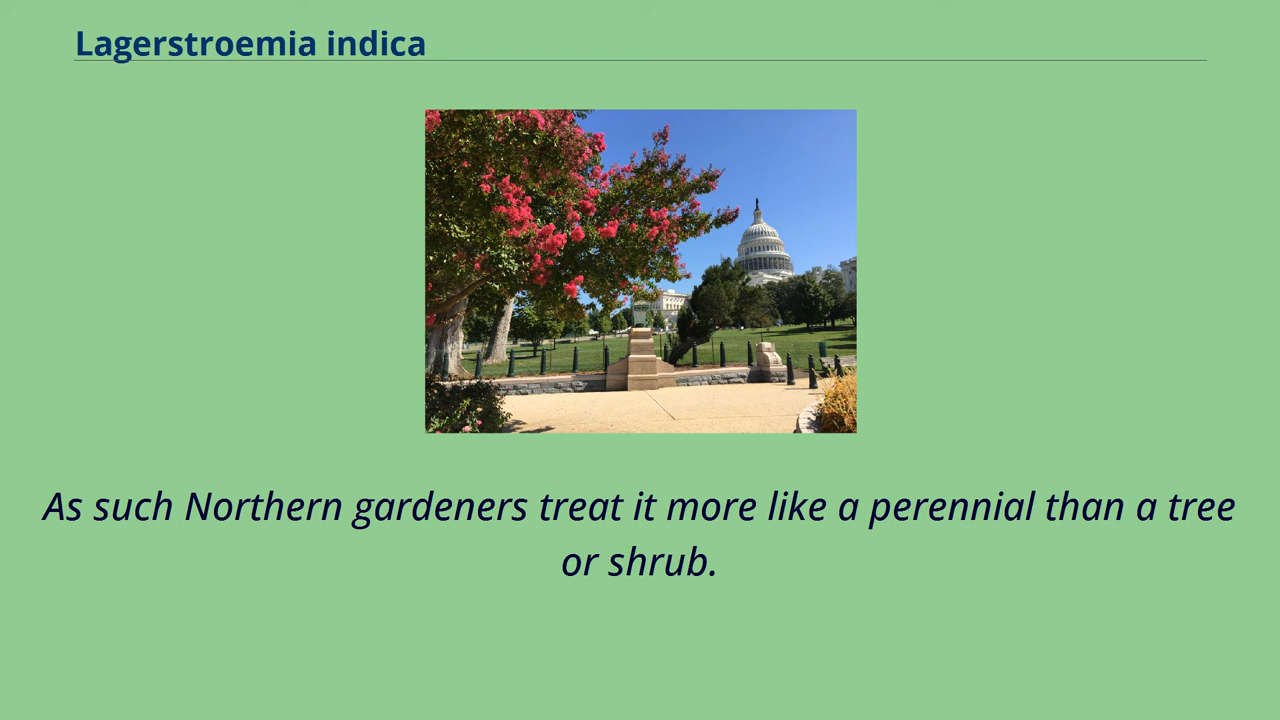 Lagerstroemia indica
As such Northern gardeners treat it more like a perennial than a tree
or shrub.